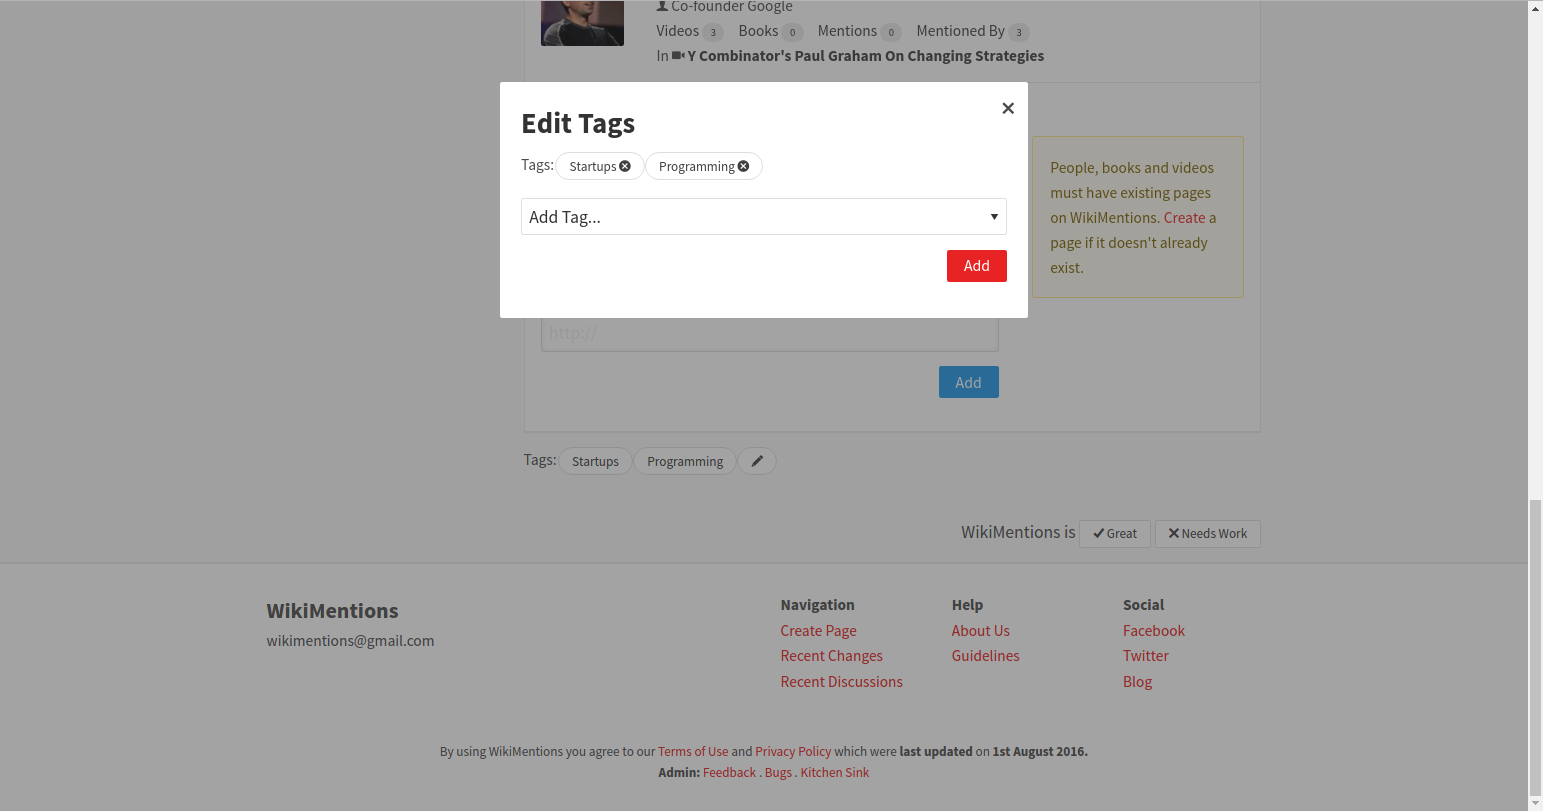 Co-founder Google
Videos 3 Books 0 Mentions 0 Mentioned By 3
In Y Combinator's Paul Graham On Changing Strategies
Edit Tags
Tags: Startups Programming
Add Tag...
Add
People, books and videos
must have existing pages
on WikiMentions. Create a
page if it doesn't already
exist.
http://
Add
Tags: Startups Programming
WikiMentions is Great Needs Work
WikiMentions
wikimentions@gmail.com
Navigation
Create Page
Recent Changes
Recent Discussions
Help
About Us
Guidelines
Social
Facebook
Twitter
Blog
By using WikiMentions you agree to our Terms of Use and Privacy Policy which were last updated on 1st August 2016.
Admin: Feedback . Bugs . Kitchen Sink